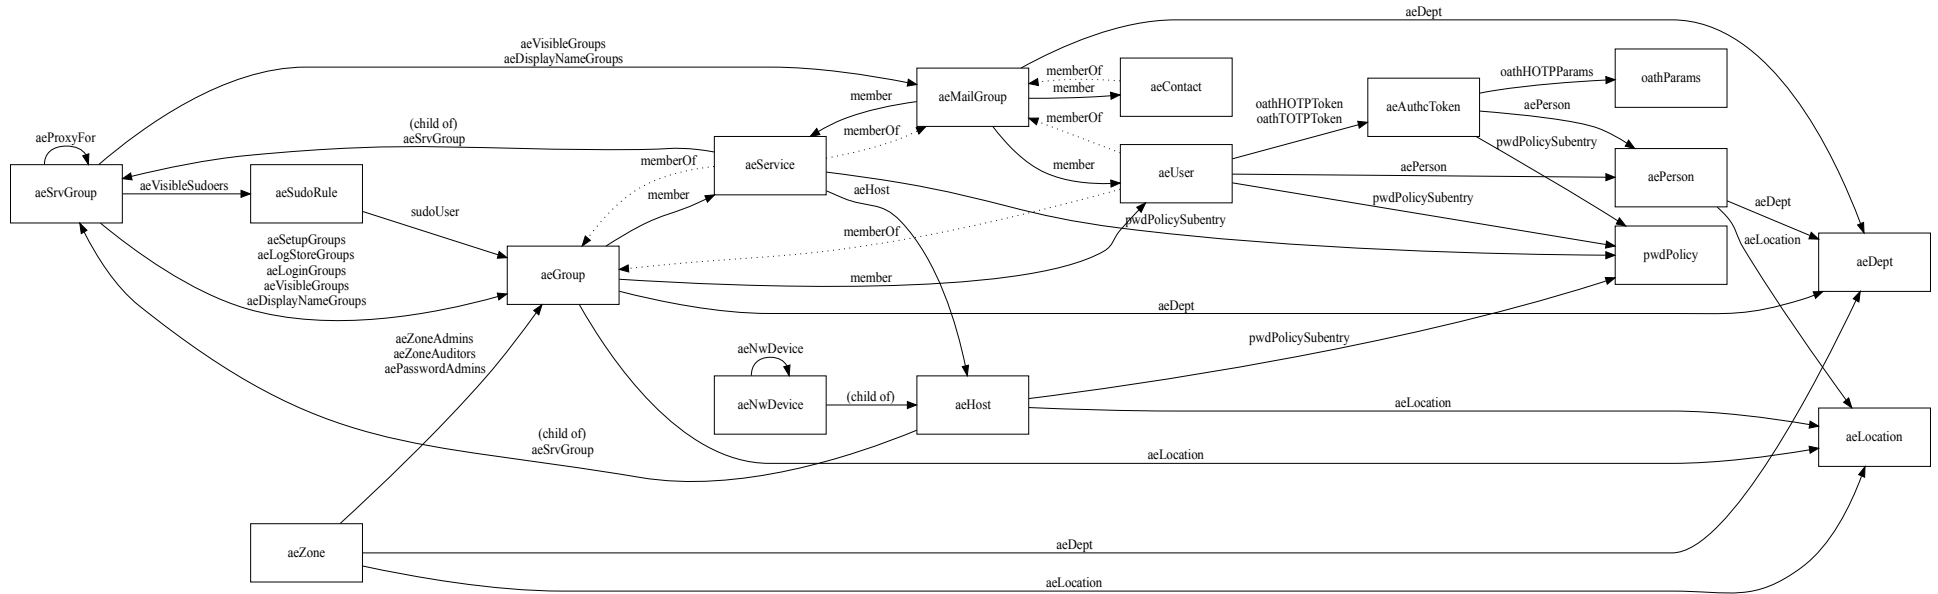 aeDept
aeVisibleGroups
aeDisplayNameGroups
memberOf
member
aeContact
aeMailGroup
oathHOTPParams
oathParams
member
memberOf
memberOf
oathHOTPToken
oathTOTPToken
aeAuthcToken
aePerson
pwdPolicySubentry
aeProxyFor
(child of)
aeSrvGroup
aeSrvGroup
aeVisibleSudoers
aeSudoRule
memberOf
member
aeService
aeHost
member
aeUser
aePerson
aePerson
pwdPolicySubentry
pwdPolicySubentry
aeDept
aeLocation
sudoUser
memberOf
aeSetupGroups
aeLogStoreGroups
aeLoginGroups
aeVisibleGroups
aeDisplayNameGroups
aeGroup
member
pwdPolicy
aeDept
aeDept
aeZoneAdmins
aeZoneAuditors
aePasswordAdmins
pwdPolicySubentry
aeNwDevice
aeNwDevice
(child of)
aeHost
aeLocation
(child of)
aeSrvGroup
aeLocation
aeLocation
aeZone
aeDept
aeLocation